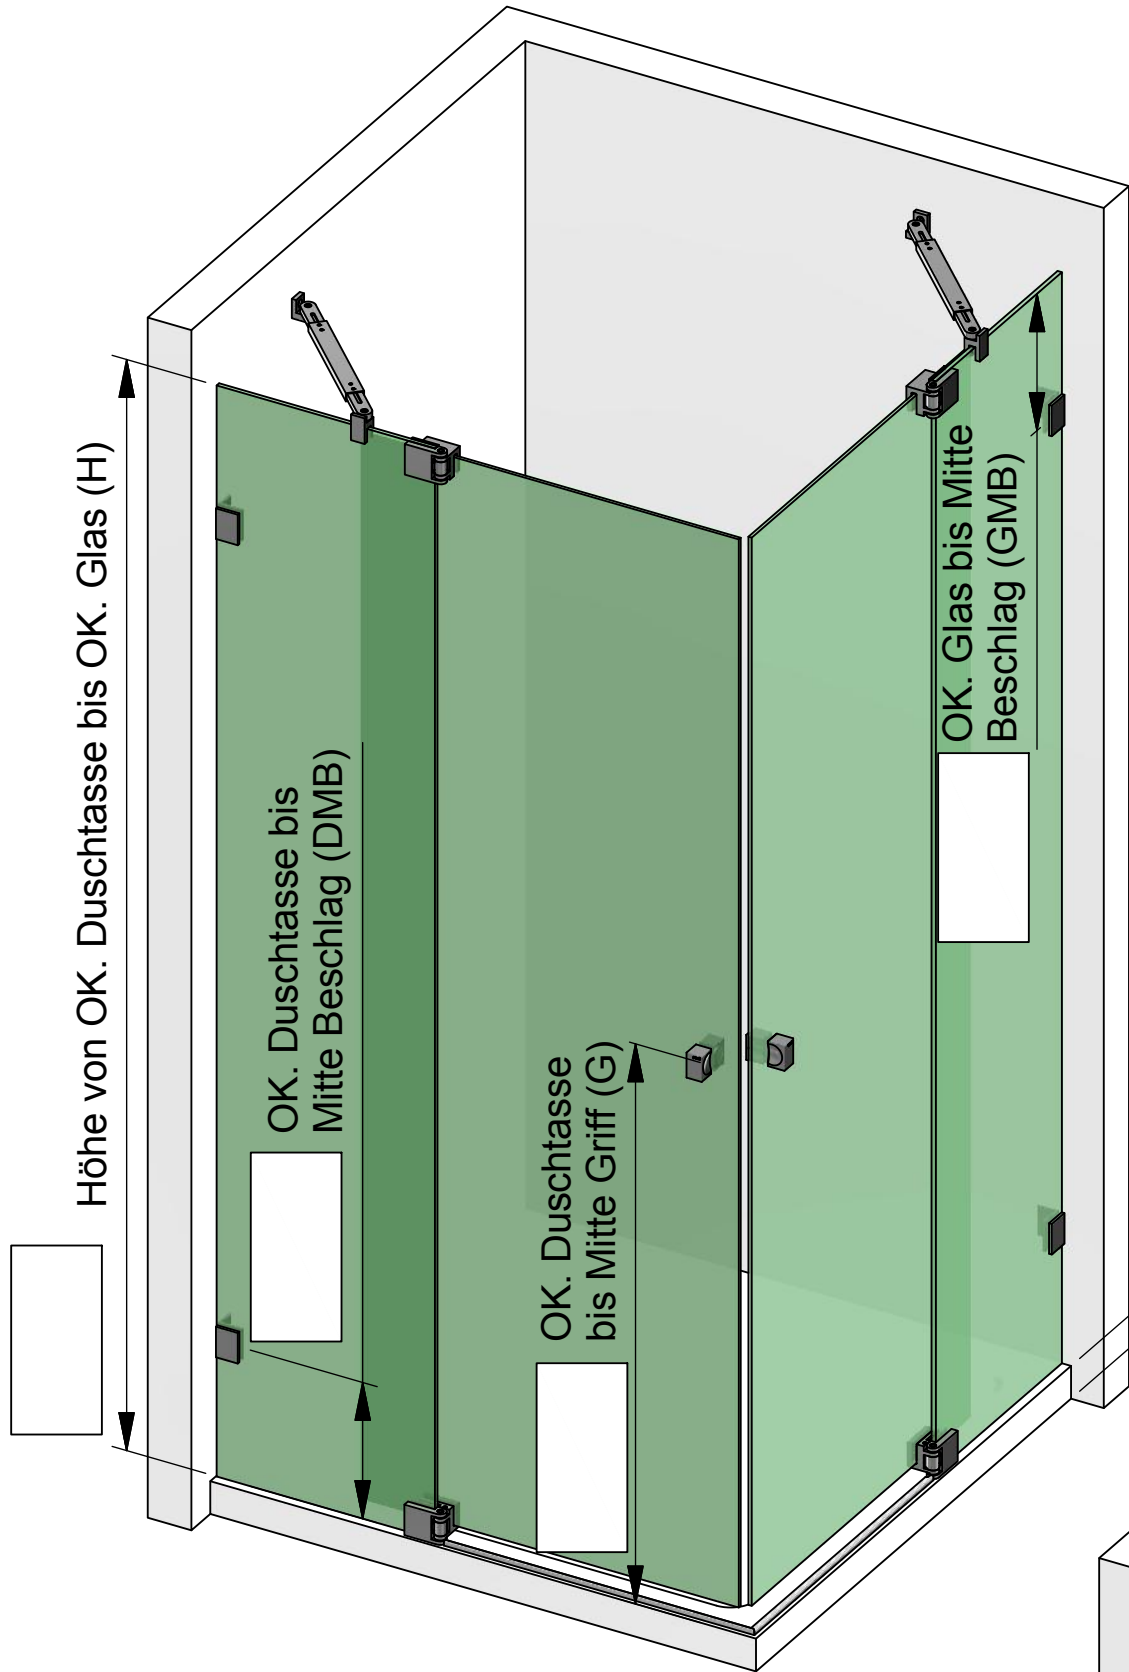 Höhe von OK. Duschtasse bis OK. Glas (H)
OK. Duschtasse bis
Mitte Beschlag (DMB)
OK. Duschtasse
bis Mitte Griff (G)
OK. Glas bis Mitte
Beschlag (GMB)